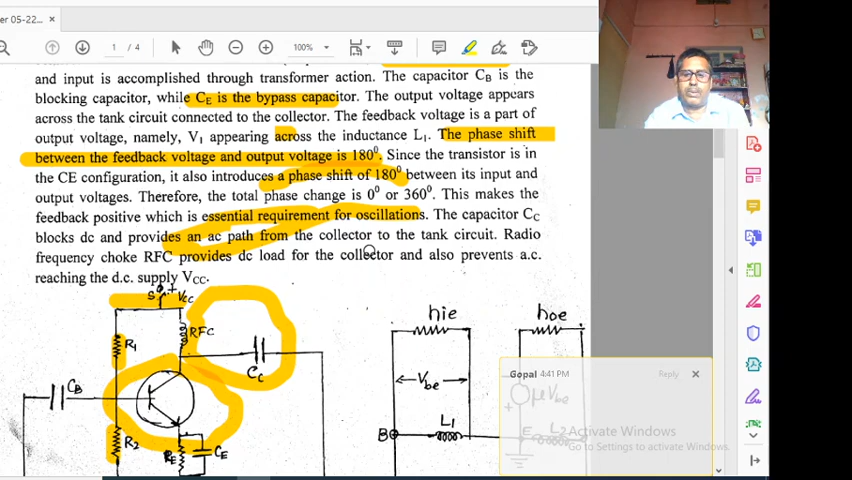 er 05-22...
1 / 4
100%
and input is accomplished through transformer action. The capacitor CB is the
blocking capacitor, while CE is the bypass capacitor. The output voltage appears
across the tank circuit connected to the collector. The feedback voltage is a part of
output voltage, namely, V1 appearing across the inductance L1. The phase shift
between the feedback voltage and output voltage is 180⁰. Since the transistor is in
the CE configuration, it also introduces a phase shift of 180⁰ between its input and
output voltages. Therefore, the total phase change is 0⁰ or 360⁰. This makes the
feedback positive which is essential requirement for oscillations. The capacitor CC
blocks dc and provides an ac path from the collector to the tank circuit. Radio
frequency choke RFC provides dc load for the collector and also prevents a.c.
reaching the d.c. supply VCC.
S + Vcc
RFC
R1
Cc
CB
R2
RE
CE
hie
hoe
Vbe
L1
B
Gopal 4:41 PM
Reply
μVbe
+
E
L2
Activate Windows
Go to Settings to activate Windows.